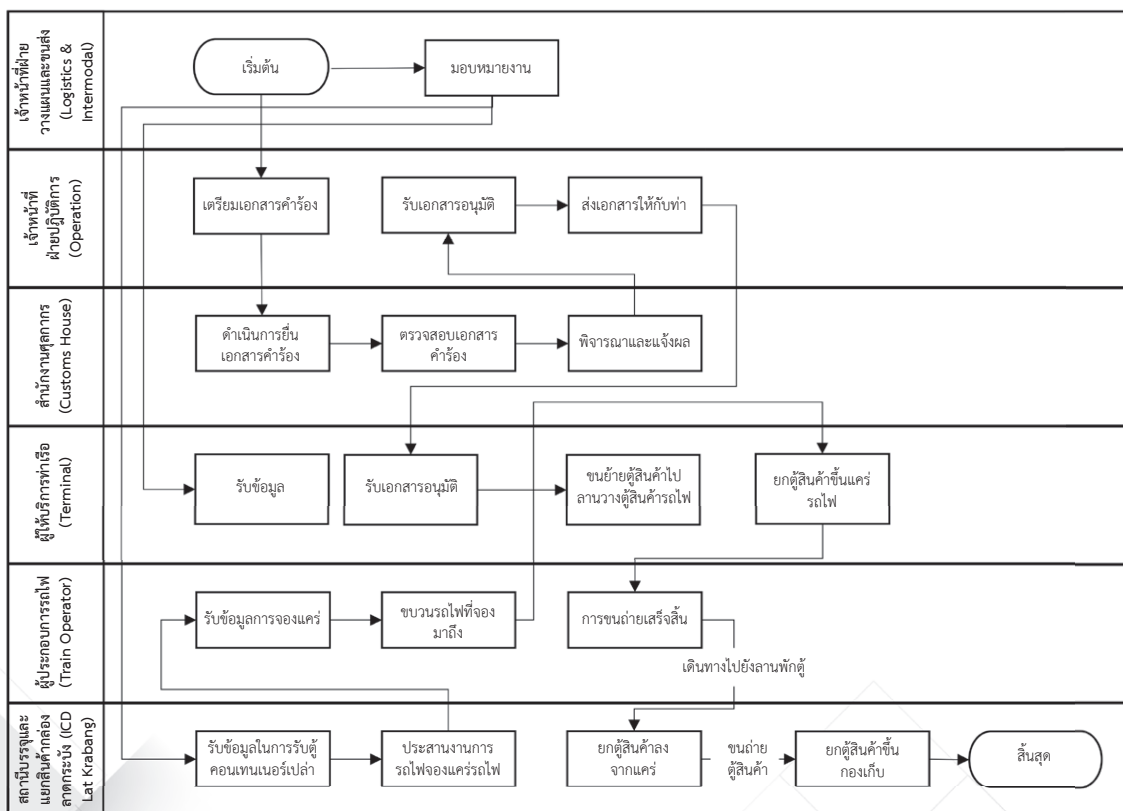 เจ้าหน้าที่ฝ่าย
วางแผนและขนส่ง
(Logistics &
Intermodal)
เริ่มต้น
มอบหมายงาน
เจ้าหน้าที่
ฝ่ายปฏิบัติการ
(Operation)
เตรียมเอกสารคำร้อง
รับเอกสารอนุมัติ
ส่งเอกสารให้กับท่า
สำนักงานศุลกากร
(Customs House)
ดำเนินการยื่น
เอกสารคำร้อง
ตรวจสอบเอกสาร
คำร้อง
พิจารณาและแจ้งผล
ผู้ให้บริการท่าเรือ
(Terminal)
รับข้อมูล
รับเอกสารอนุมัติ
ขนย้ายตู้สินค้าไป
ลานวางตู้สินค้ารถไฟ
ยกตู้สินค้าขึ้นแคร่
รถไฟ
ผู้ประกอบการรถไฟ
(Train Operator)
รับข้อมูลการจองแคร่
ขบวนรถไฟที่จอง
มาถึง
การขนถ่ายเสร็จสิ้น
เดินทางไปยังลานพักตู้
สถานีบรรจุและ
แยกสินค้ากล่อง
ลาดกระบัง (ICD
Lat Krabang)
รับข้อมูลในการรับตู้
คอนเทนเนอร์เปล่า
ประสานงานการ
รถไฟจองแคร่รถไฟ
ยกตู้สินค้าลง
จากแคร่
ขนถ่าย
ตู้สินค้า
ยกตู้สินค้าขึ้น
กองเก็บ
สิ้นสุด